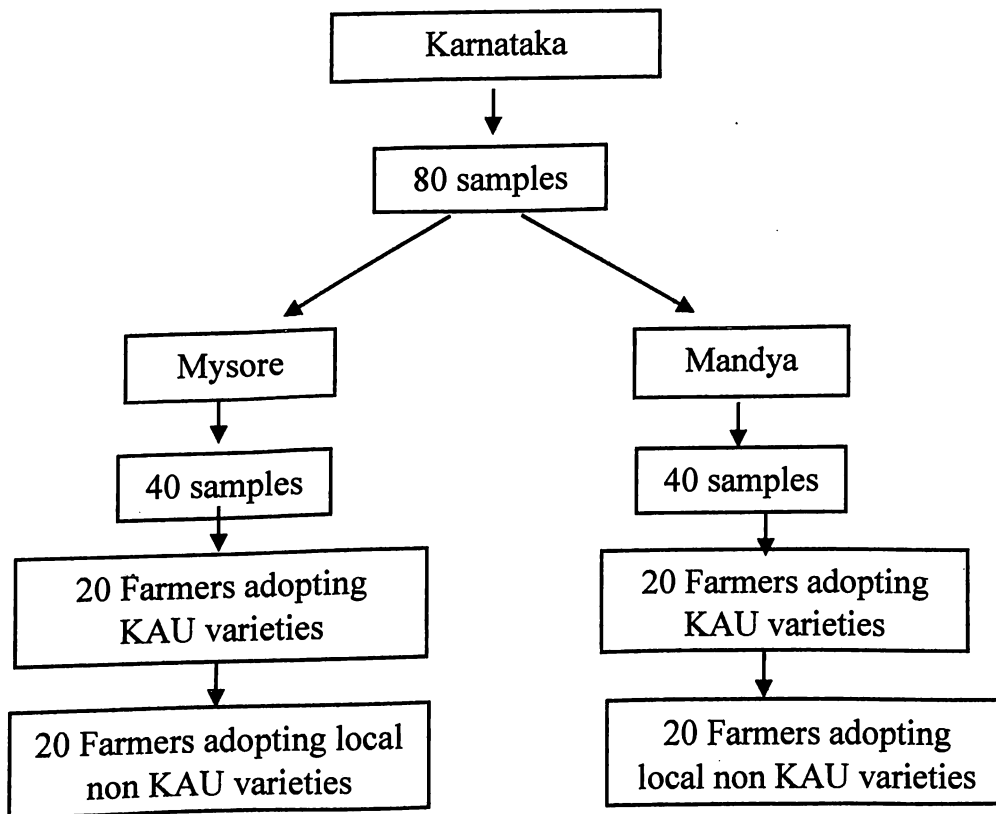 Karnataka
80 samples
Mysore
Mandya
40 samples
40 samples
20 Farmers adopting
KAU varieties
20 Farmers adopting
KAU varieties
20 Farmers adopting local
non KAU varieties
20 Farmers adopting
local non KAU varieties